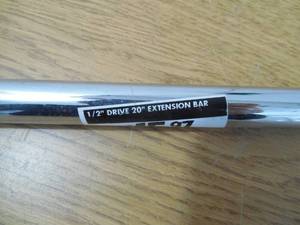 1/2" DRIVE 20" EXTENSION BAR